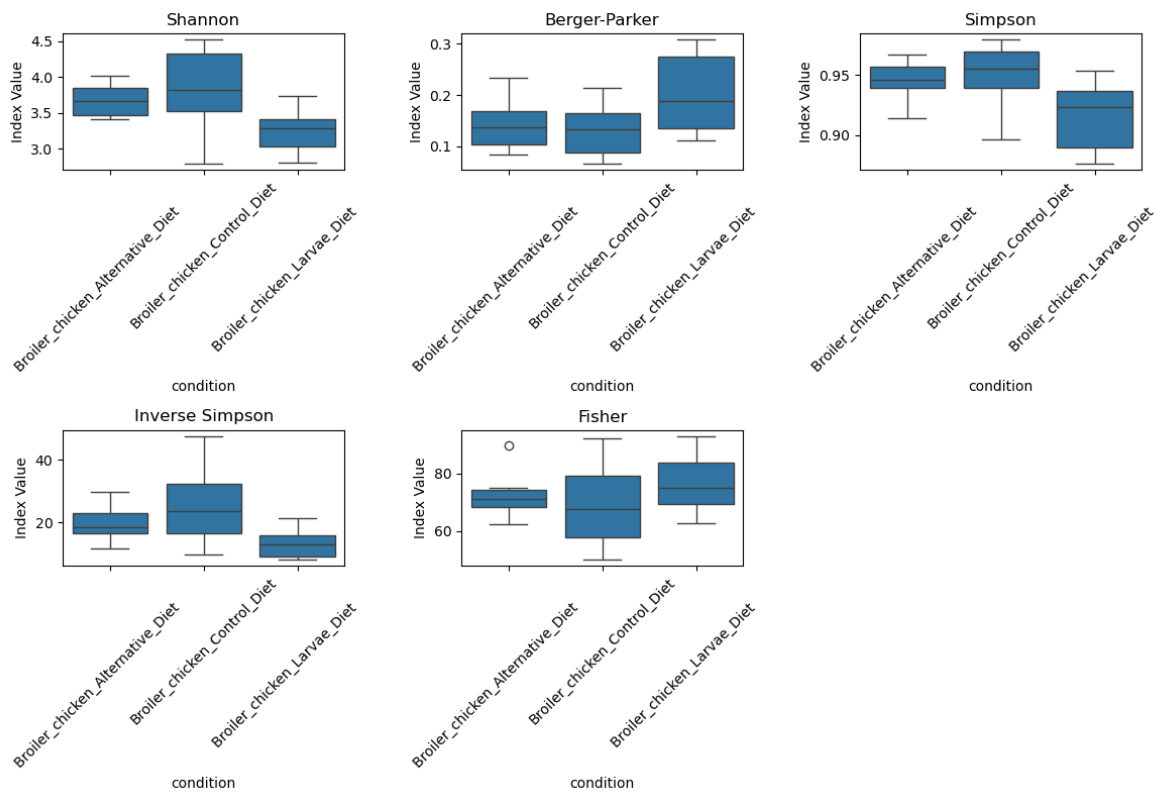 Shannon
Index Value
4.5
4.0
3.5
3.0
Broiler_chicken_Alternative_Diet
Broiler_chicken_Control_Diet
Broiler_chicken_Larvae_Diet
condition
Berger-Parker
Index Value
0.3
0.2
0.1
Broiler_chicken_Alternative_Diet
Broiler_chicken_Control_Diet
Broiler_chicken_Larvae_Diet
condition
Simpson
Index Value
0.95
0.90
Broiler_chicken_Alternative_Diet
Broiler_chicken_Control_Diet
Broiler_chicken_Larvae_Diet
condition
Inverse Simpson
Index Value
40
20
Broiler_chicken_Alternative_Diet
Broiler_chicken_Control_Diet
Broiler_chicken_Larvae_Diet
condition
Fisher
Index Value
80
60
Broiler_chicken_Alternative_Diet
Broiler_chicken_Control_Diet
Broiler_chicken_Larvae_Diet
condition